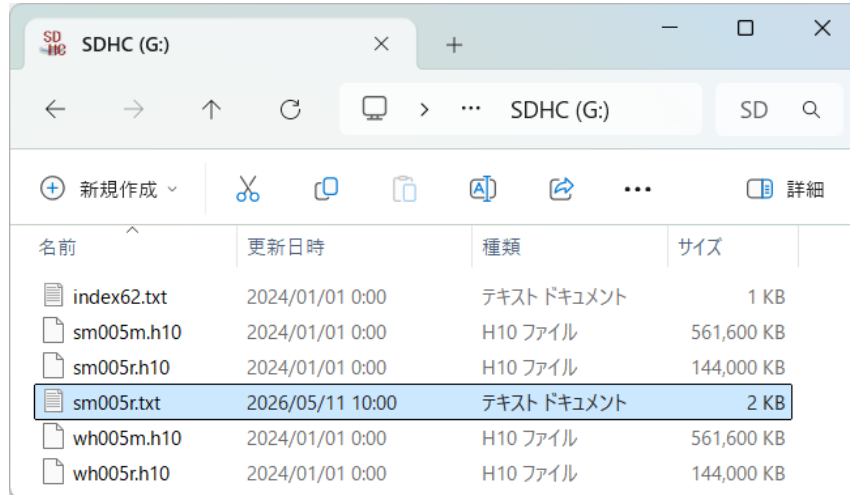 SD HC SDHC (G:)
SDHC (G:) SD
新規作成 詳細
名前 更新日時 種類 サイズ
index62.txt 2024/01/01 0:00 テキスト ドキュメント 1 KB
sm005m.h10 2024/01/01 0:00 H10 ファイル 561,600 KB
sm005r.h10 2024/01/01 0:00 H10 ファイル 144,000 KB
sm005r.txt 2026/05/11 10:00 テキスト ドキュメント 2 KB
wh005m.h10 2024/01/01 0:00 H10 ファイル 561,600 KB
wh005r.h10 2024/01/01 0:00 H10 ファイル 144,000 KB